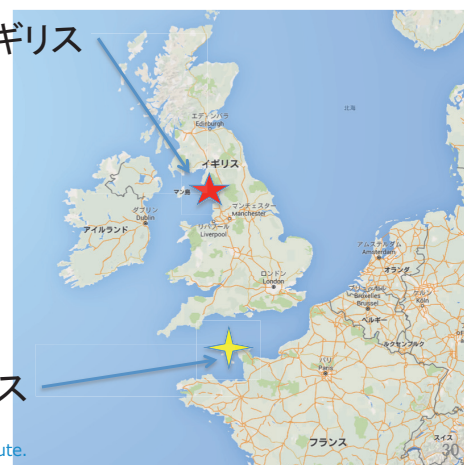 ギリス
エディンバラ
Edinburgh
北海
イギリス
マン島
マンチェスター
Manchester
ダブリン
Dublin
リバプール
Liverpool
アイルランド
アムステルダム
Amsterdam
オランダ
ロンドン
London
ブリュッセル
Bruxelles
Brussel
ケルン
Köln
ベルギー
ルクセンブルク
パリ
Paris
ス
フランス
スイス
ute.
30